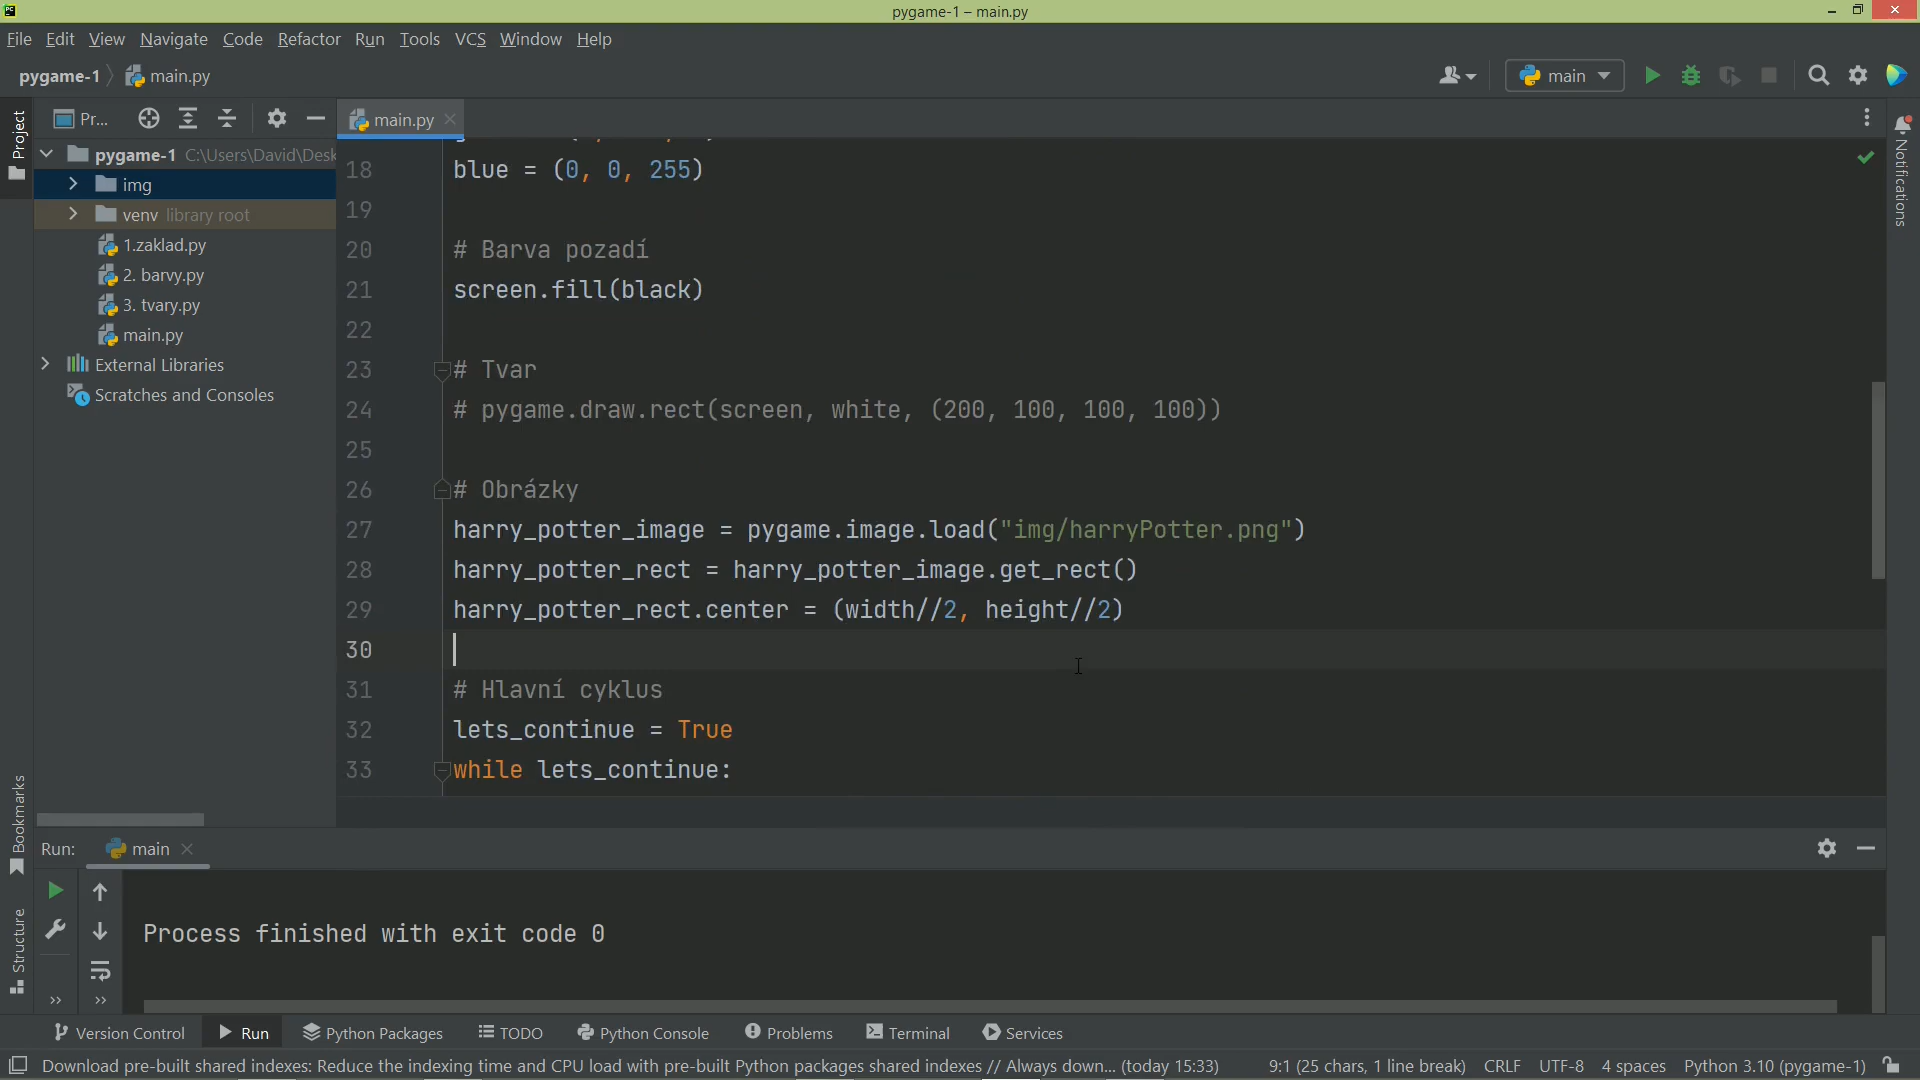 pygame-1 – main.py
File Edit View Navigate Code Refactor Run Tools VCS Window Help
pygame-1 main.py
main
Project
Pr...
main.py
Notifications
pygame-1 C:\Users\David\Desk
img
venv library root
1.zaklad.py
2. barvy.py
3. tvary.py
main.py
External Libraries
Scratches and Consoles
18 blue = (0, 0, 255)
19
20 # Barva pozadí
21 screen.fill(black)
22
23 # Tvar
24 # pygame.draw.rect(screen, white, (200, 100, 100, 100))
25
26 # Obrázky
27 harry_potter_image = pygame.image.load("img/harryPotter.png")
28 harry_potter_rect = harry_potter_image.get_rect()
29 harry_potter_rect.center = (width//2, height//2)
30
31 # Hlavní cyklus
32 lets_continue = True
33 while lets_continue:
Bookmarks
Structure
Run: main
Process finished with exit code 0
Version Control Run Python Packages TODO Python Console Problems Terminal Services
Download pre-built shared indexes: Reduce the indexing time and CPU load with pre-built Python packages shared indexes // Always down... (today 15:33) 9:1 (25 chars, 1 line break) CRLF UTF-8 4 spaces Python 3.10 (pygame-1)